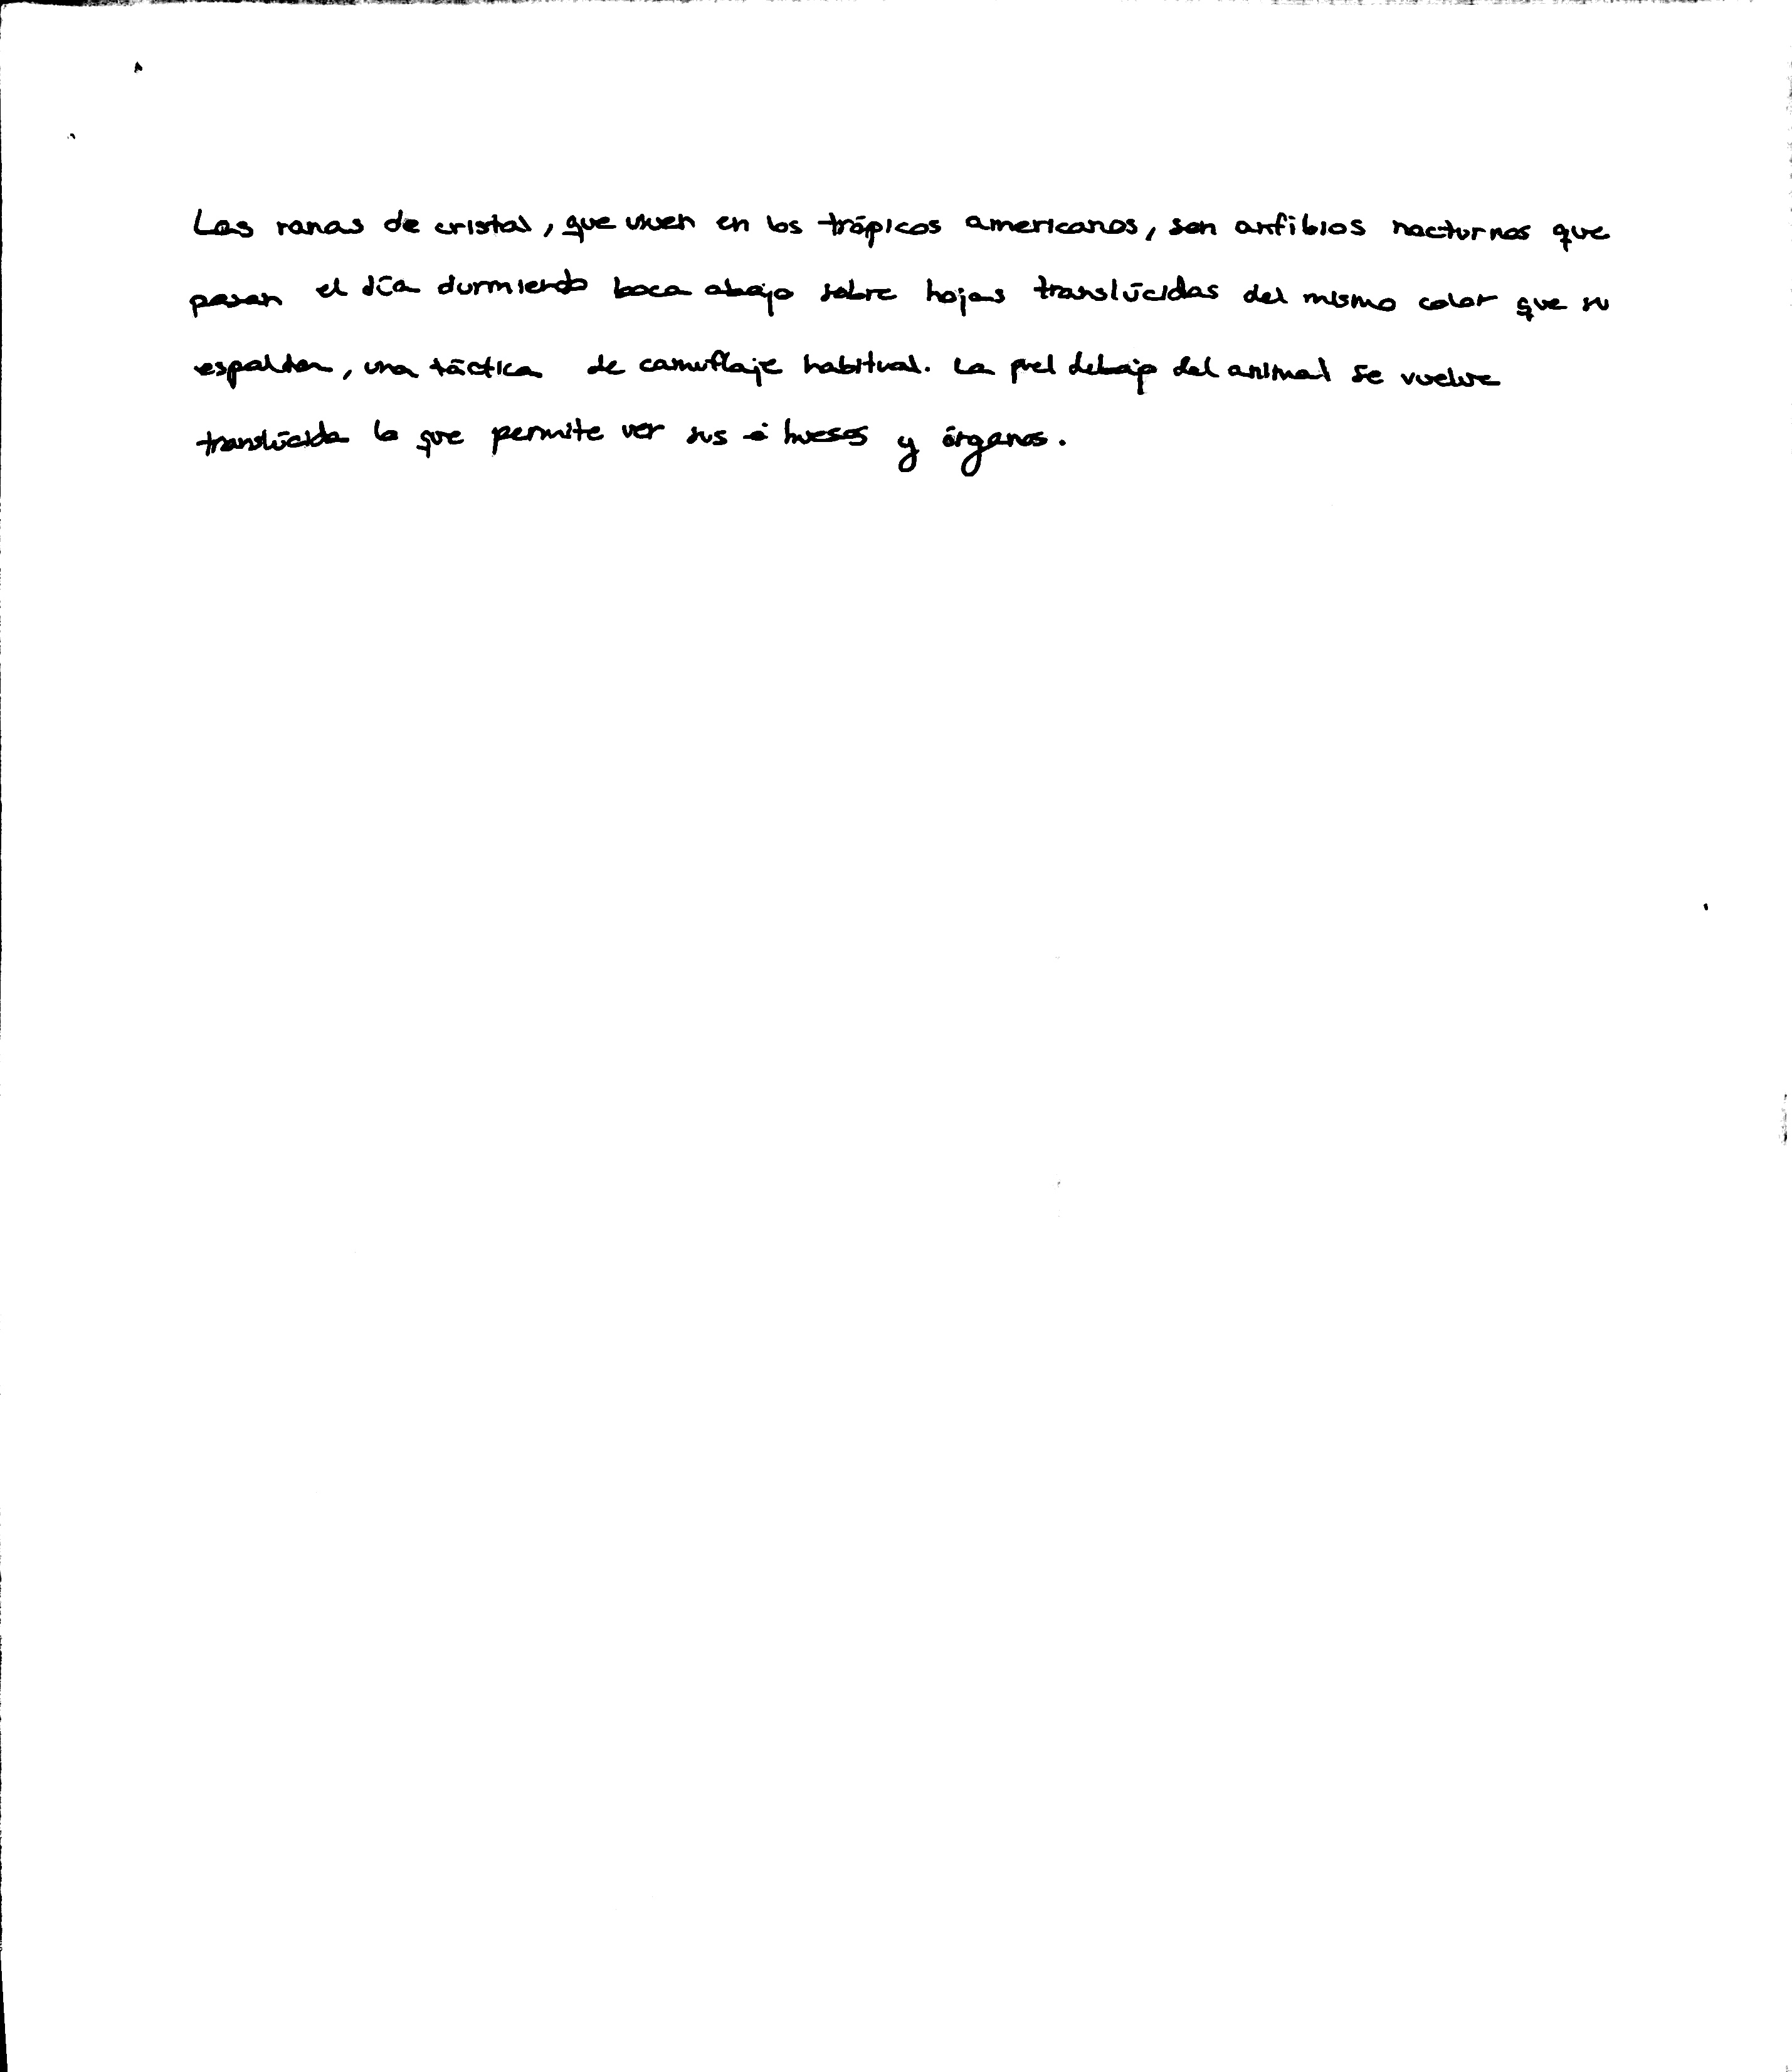 Las ranas de cristal, que viven en los trópicos americanos, son anfibios nocturnos que
pasan el día durmiendo boca abajo sobre hojas translúcidas del mismo color que su
espalda, una táctica de camuflaje habitual. La piel debajo del animal se vuelve
translúcida lo que permite ver sus huesos y órganos.